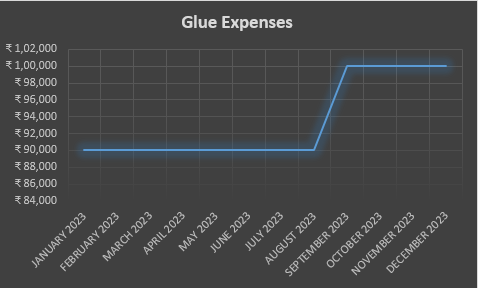 Glue Expenses
₹ 1,02,000
₹ 1,00,000
₹ 98,000
₹ 96,000
₹ 94,000
₹ 92,000
₹ 90,000
₹ 88,000
₹ 86,000
₹ 84,000
JANUARY 2023
FEBRUARY 2023
MARCH 2023
APRIL 2023
MAY 2023
JUNE 2023
JULY 2023
AUGUST 2023
SEPTEMBER 2023
OCTOBER 2023
NOVEMBER 2023
DECEMBER 2023